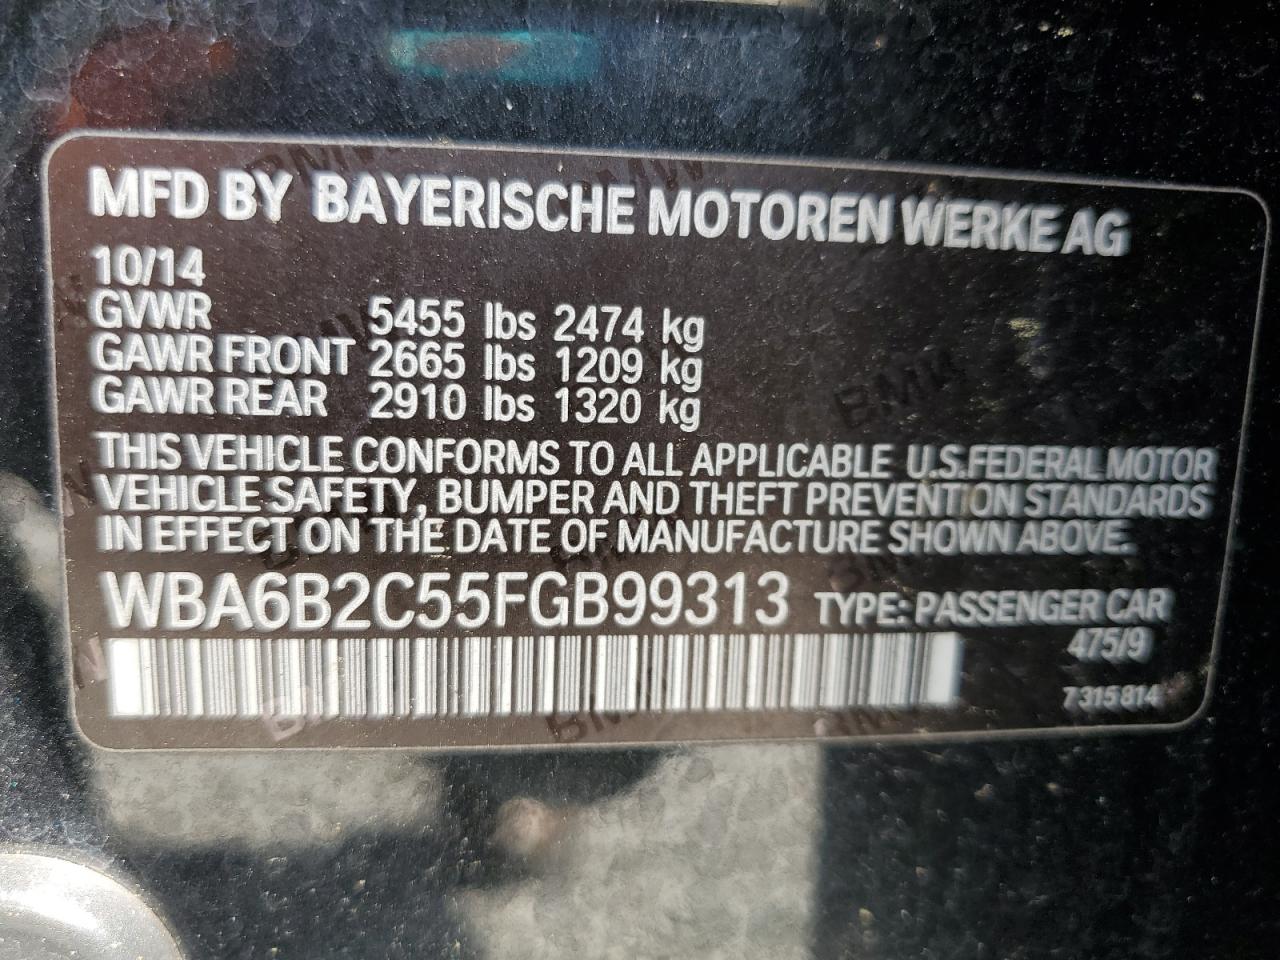 MFD BY BAYERISCHE MOTOREN WERKE AG
10/14
GVWR 5455 lbs 2474 kg
GAWR FRONT 2665 lbs 1209 kg
GAWR REAR 2910 lbs 1320 kg
THIS VEHICLE CONFORMS TO ALL APPLICABLE U.S.FEDERAL MOTOR
VEHICLE SAFETY, BUMPER AND THEFT PREVENTION STANDARDS
IN EFFECT ON THE DATE OF MANUFACTURE SHOWN ABOVE.
WBA6B2C55FGB99313 TYPE: PASSENGER CAR
475/9
7 315 814